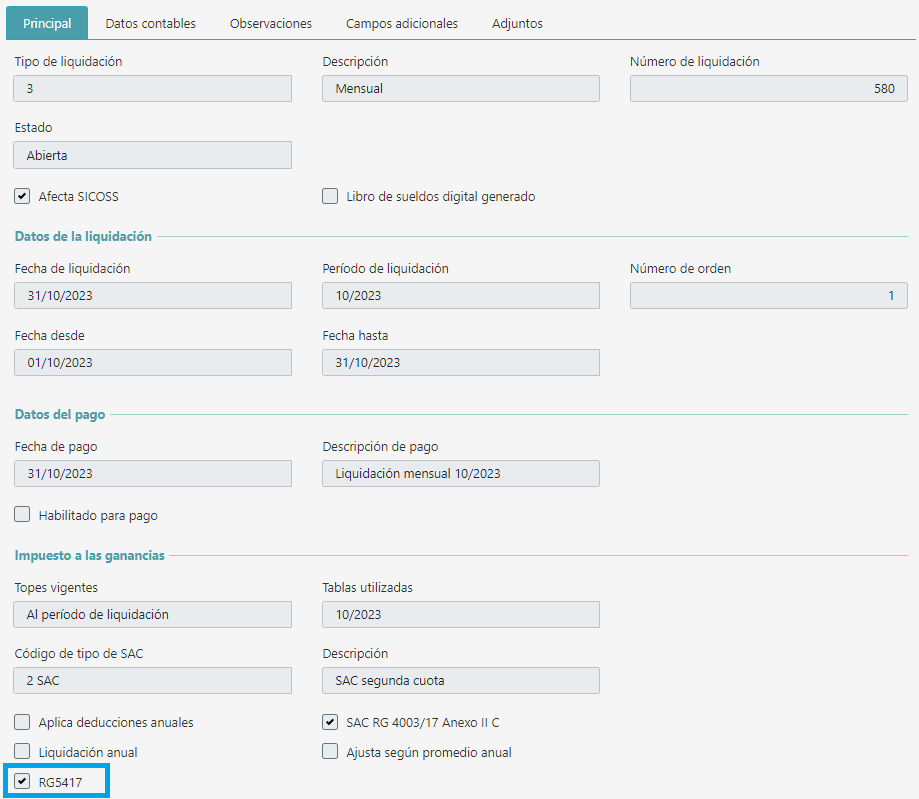 Principal Datos contables Observaciones Campos adicionales Adjuntos
Tipo de liquidación Descripción Número de liquidación
3 Mensual 580
Estado
Abierta
Afecta SICOSS Libro de sueldos digital generado
Datos de la liquidación
Fecha de liquidación Período de liquidación Número de orden
31/10/2023 10/2023 1
Fecha desde Fecha hasta
01/10/2023 31/10/2023
Datos del pago
Fecha de pago Descripción de pago
31/10/2023 Liquidación mensual 10/2023
Habilitado para pago
Impuesto a las ganancias
Topes vigentes Tablas utilizadas
Al período de liquidación 10/2023
Código de tipo de SAC Descripción
2 SAC SAC segunda cuota
Aplica deducciones anuales SAC RG 4003/17 Anexo II C
Liquidación anual Ajusta según promedio anual
RG5417